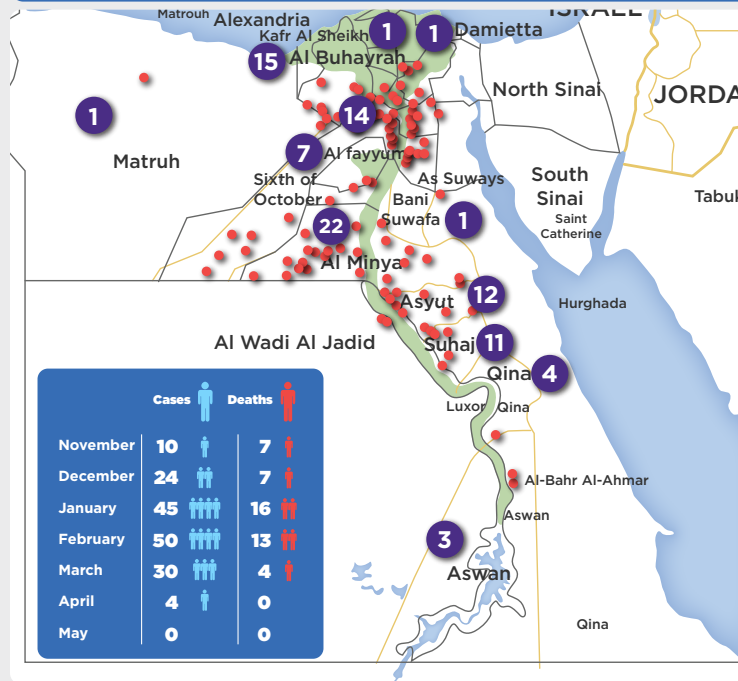 ISRAEL
Matrouh
Alexandria
Kafr Al Sheikh
1
1
Damietta
15
Al Buhayrah
North Sinai
JORDA
1
14
Matruh
7
Al fayyum
Sixth of
October
As Suways
South
Sinai
Tabuk
Bani
Suwafa
Saint
Catherine
22
1
Al Minya
12
Asyut
Hurghada
Al Wadi Al Jadid
Suhaj
11
Qina
4
Luxor
Qina
Cases Deaths
November 10 7
December 24 7
January 45 16
February 50 13
March 30 4
April 4 0
May 0 0
Al-Bahr Al-Ahmar
Aswan
3
Aswan
Qina